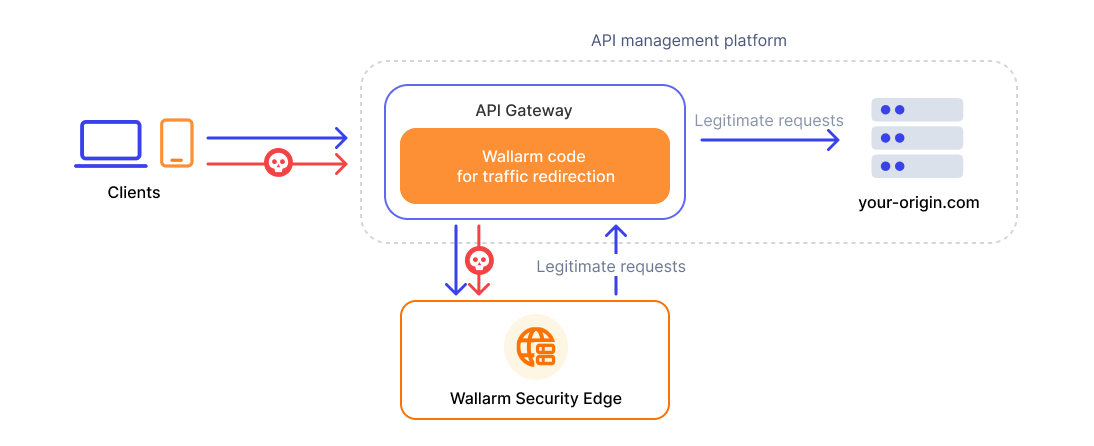 API management platform
API Gateway
Wallarm code
for traffic redirection
Legitimate requests
Clients
your-origin.com
Legitimate requests
Wallarm Security Edge